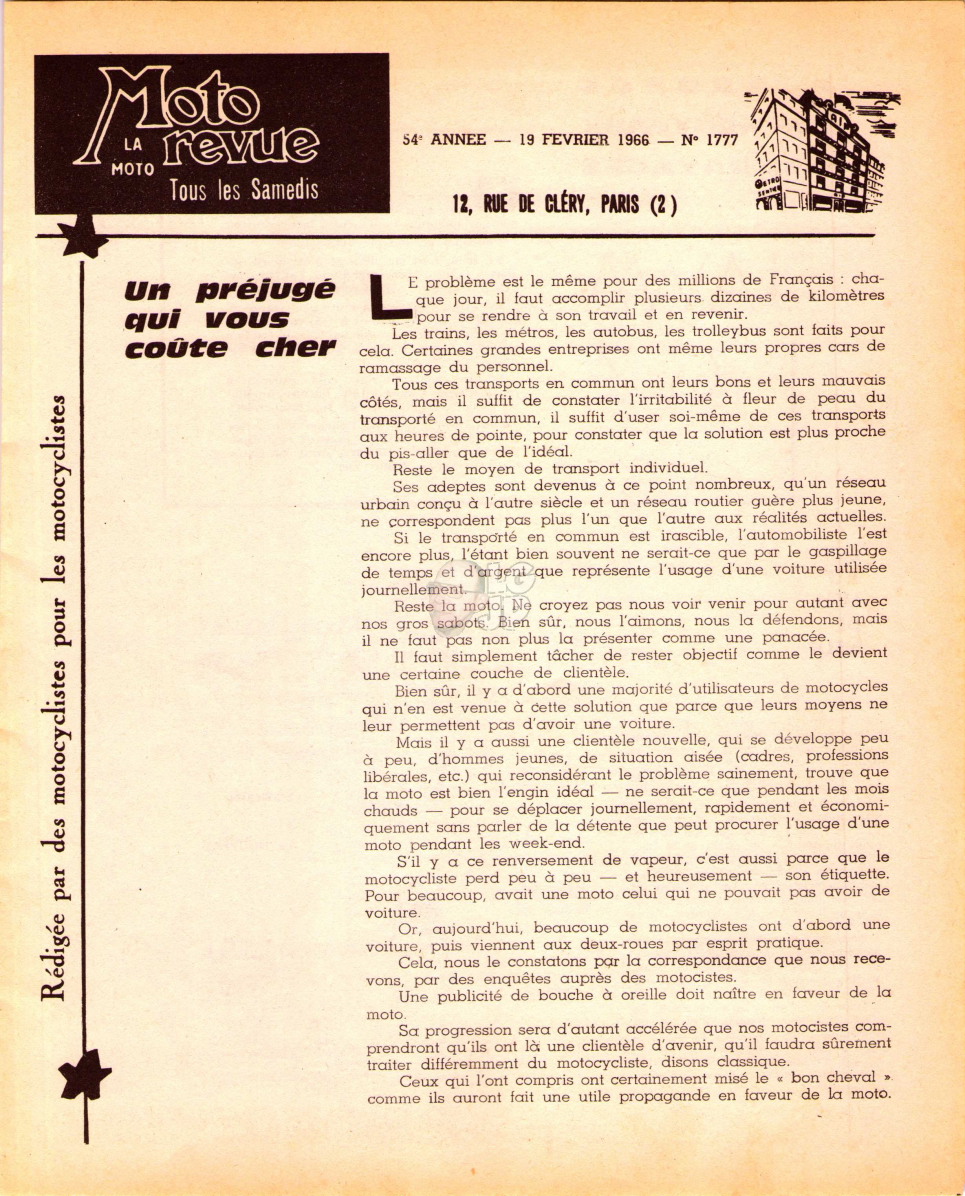 Moto
revue
LA
MOTO
Tous les Samedis
54e ANNEE — 19 FEVRIER 1966 — No 1777
12, RUE DE CLÉRY, PARIS (2)
METRO
SENTIER
Rédigée par des motocyclistes pour les motocyclistes
Un préjugé
qui vous
coûte cher
LE problème est le même pour des millions de Français : cha-
que jour, il faut accomplir plusieurs dizaines de kilomètres
pour se rendre à son travail et en revenir.
Les trains, les métros, les autobus, les trolleybus sont faits pour
cela. Certaines grandes entreprises ont même leurs propres cars de
ramassage du personnel.
Tous ces transports en commun ont leurs bons et leurs mauvais
côtés, mais il suffit de constater l'irritabilité à fleur de peau du
transporté en commun, il suffit d'user soi-même de ces transports
aux heures de pointe, pour constater que la solution est plus proche
du pis-aller que de l'idéal.
Reste le moyen de transport individuel.
Ses adeptes sont devenus à ce point nombreux, qu'un réseau
urbain conçu à l'autre siècle et un réseau routier guère plus jeune,
ne correspondent pas plus l'un que l'autre aux réalités actuelles.
Si le transporté en commun est irascible, l'automobiliste l'est
encore plus, l'étant bien souvent ne serait-ce que par le gaspillage
de temps et d'argent que représente l'usage d'une voiture utilisée
journellement.
Reste la moto. Ne croyez pas nous voir venir pour autant avec
nos gros sabots. Bien sûr, nous l'aimons, nous la défendons, mais
il ne faut pas non plus la présenter comme une panacée.
Il faut simplement tâcher de rester objectif comme le devient
une certaine couche de clientèle.
Bien sûr, il y a d'abord une majorité d'utilisateurs de motocycles
qui n'en est venue à cette solution que parce que leurs moyens ne
leur permettent pas d'avoir une voiture.
Mais il y a aussi une clientèle nouvelle, qui se développe peu
à peu, d'hommes jeunes, de situation aisée (cadres, professions
libérales, etc.) qui reconsidérant le problème sainement, trouve que
la moto est bien l'engin idéal — ne serait-ce que pendant les mois
chauds — pour se déplacer journellement, rapidement et économi-
quement sans parler de la détente que peut procurer l'usage d'une
moto pendant les week-end.
S'il y a ce renversement de vapeur, c'est aussi parce que le
motocycliste perd peu à peu — et heureusement — son étiquette.
Pour beaucoup, avait une moto celui qui ne pouvait pas avoir de
voiture.
Or, aujourd'hui, beaucoup de motocyclistes ont d'abord une
voiture, puis viennent aux deux-roues par esprit pratique.
Cela, nous le constatons par la correspondance que nous rece-
vons, par des enquêtes auprès des motocistes.
Une publicité de bouche à oreille doit naître en faveur de la
moto.
Sa progression sera d'autant accélérée que nos motocistes com-
prendront qu'ils ont là une clientèle d'avenir, qu'il faudra sûrement
traiter différemment du motocycliste, disons classique.
Ceux qui l'ont compris ont certainement misé le « bon cheval »
comme ils auront fait une utile propagande en faveur de la moto.